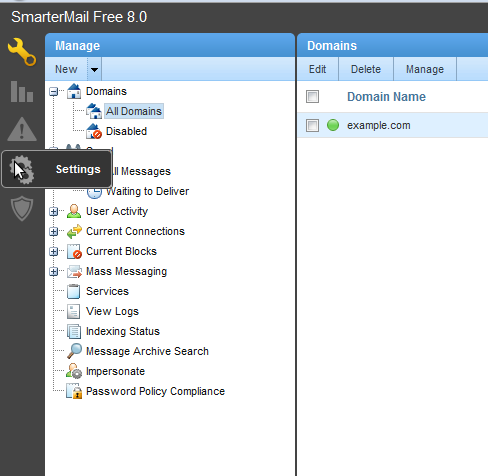 SmarterMail Free 8.0
Manage
New
Domains
All Domains
Disabled
Settings
All Messages
Waiting to Deliver
User Activity
Current Connections
Current Blocks
Mass Messaging
Services
View Logs
Indexing Status
Message Archive Search
Impersonate
Password Policy Compliance
Domains
Edit Delete Manage
Domain Name
example.com